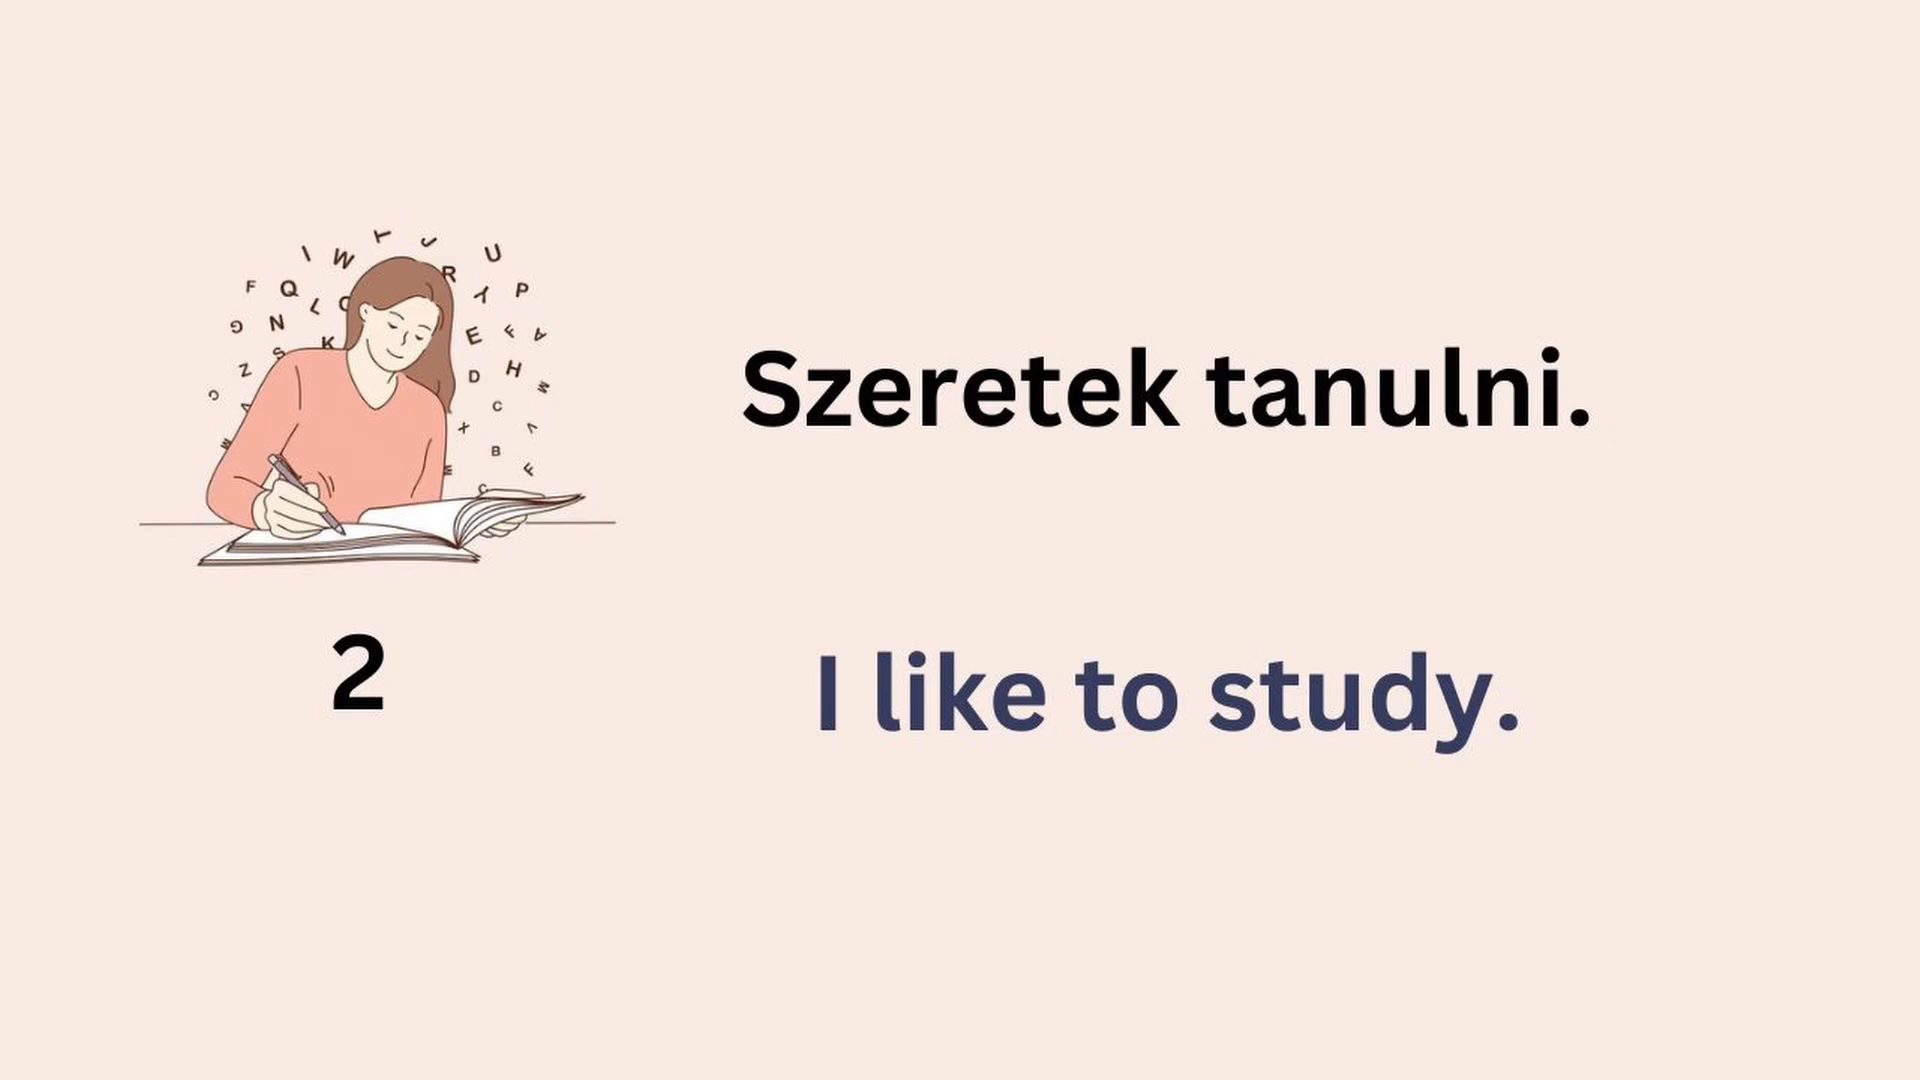 Szeretek tanulni.
2
I like to study.